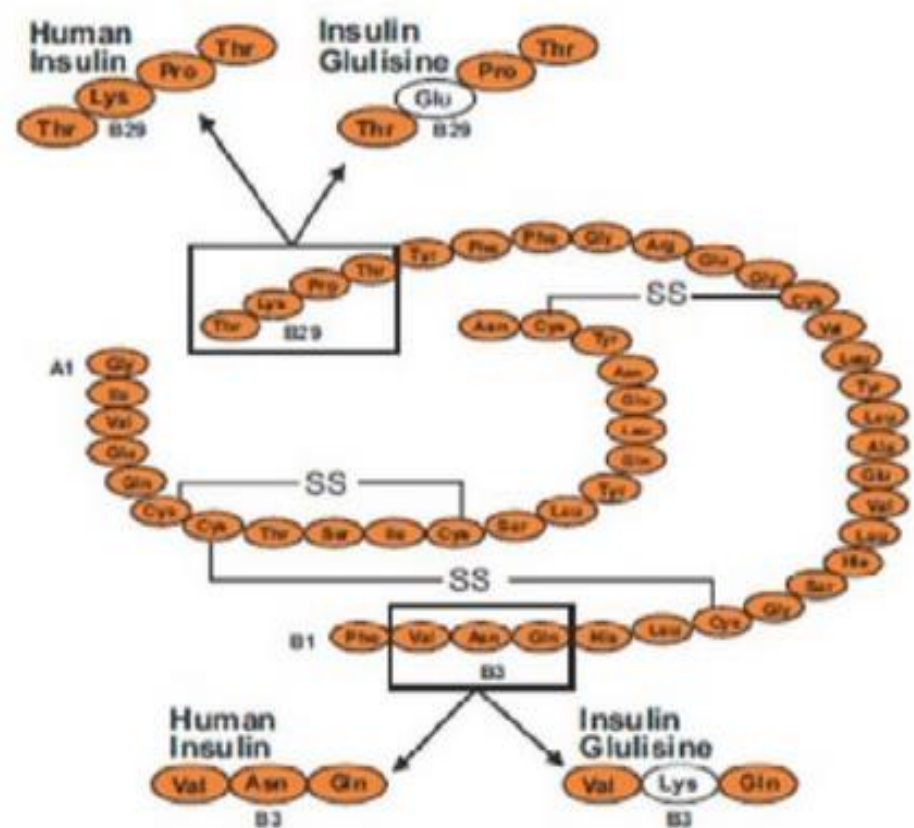 Human Insulin
Thr Lys Pro Thr
B29
Insulin Glulisine
Thr Glu Pro Thr
B29
Thr Lys Pro Thr Tyr Phe Phe Gly Arg Glu Gly Cys Val Leu Tyr Leu Ala Glu Val Leu His Ser Gly Cys Leu His Gln Asn Val Phe
B29
SS
Asn Cys Tyr Asn Glu Leu Gln Tyr Leu Ser Cys Ile Ser Thr Cys Cys Gln Glu Val Ile Gly
A1
SS
SS
B1
B3
Human Insulin
Val Asn Gln
B3
Insulin Glulisine
Val Lys Gln
B3